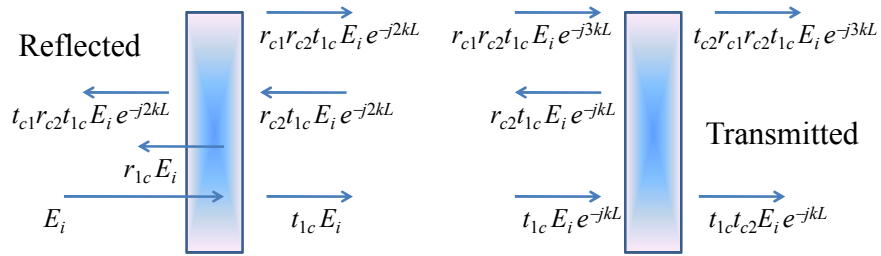 Reflected
r_{c1}r_{c2}t_{1c}E_i e^{-j2kL}
r_{c1}r_{c2}t_{1c}E_i e^{-j3kL}
t_{c2}r_{c1}r_{c2}t_{1c}E_i e^{-j3kL}
t_{c1}r_{c2}t_{1c}E_i e^{-j2kL}
r_{c2}t_{1c}E_i e^{-j2kL}
r_{c2}t_{1c}E_i e^{-jkL}
Transmitted
r_{1c}E_i
E_i
t_{1c}E_i
t_{1c}E_i e^{-jkL}
t_{1c}t_{c2}E_i e^{-jkL}